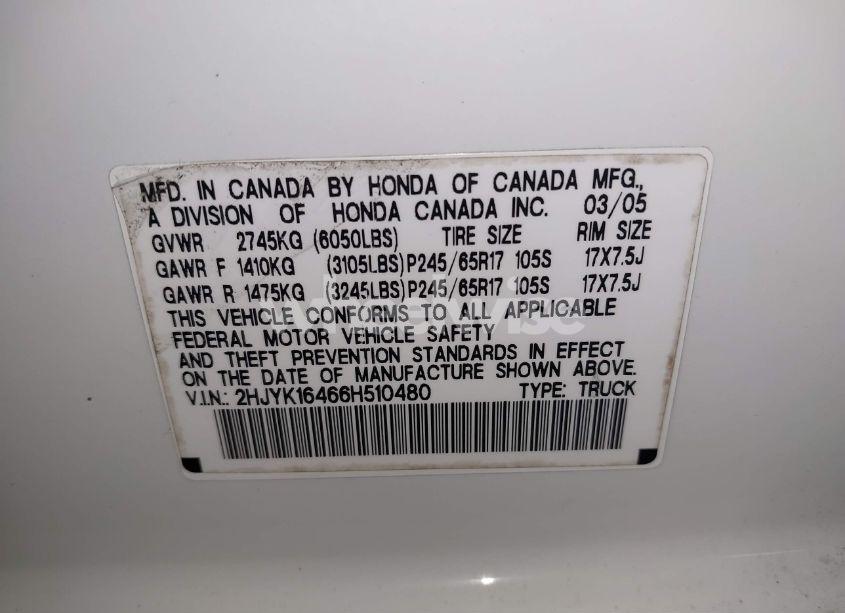 MFD. IN CANADA BY HONDA OF CANADA MFG.,
A DIVISION OF HONDA CANADA INC. 03/05
GVWR 2745KG (6050LBS) TIRE SIZE RIM SIZE
GAWR F 1410KG (3105LBS) P245/65R17 105S 17X7.5J
GAWR R 1475KG (3245LBS) P245/65R17 105S 17X7.5J
THIS VEHICLE CONFORMS TO ALL APPLICABLE
FEDERAL MOTOR VEHICLE SAFETY
AND THEFT PREVENTION STANDARDS IN EFFECT
ON THE DATE OF MANUFACTURE SHOWN ABOVE.
V.I.N.: 2HJYK16466H510480 TYPE: TRUCK